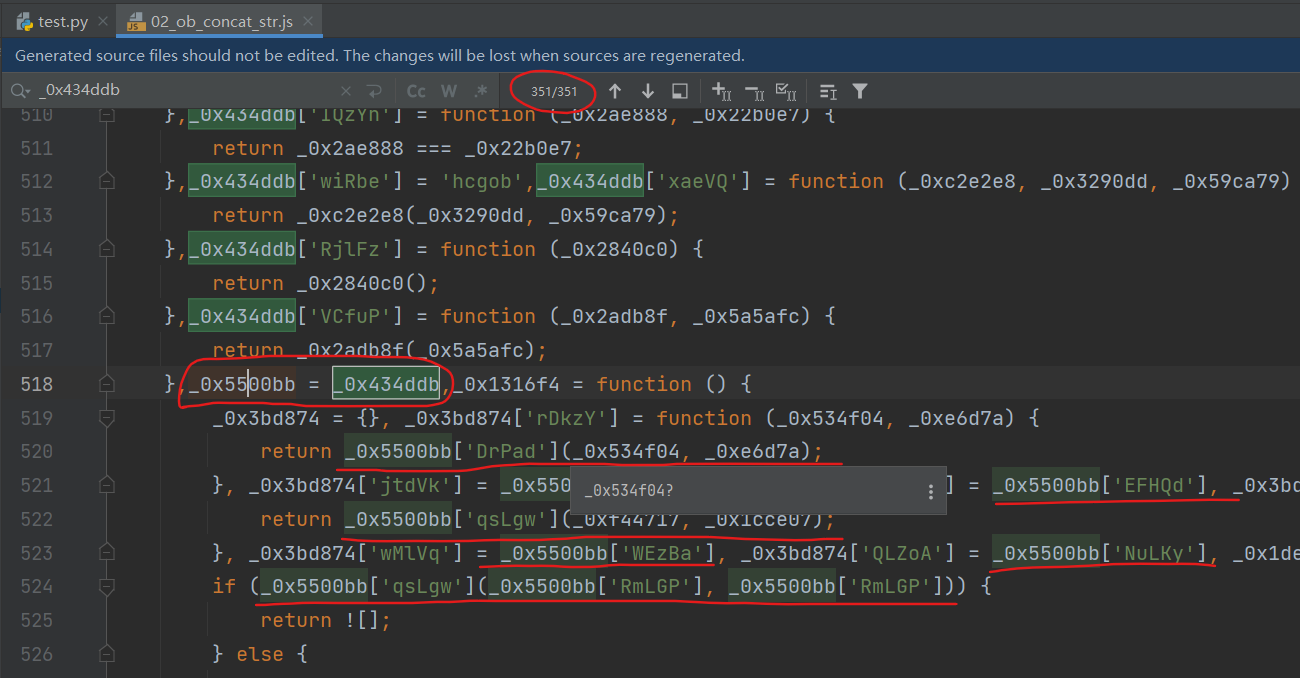 test.py × 02_ob_concat_str.js ×
Generated source files should not be edited. The changes will be lost when sources are regenerated.
_0x434ddb × Cc W .* 351/351
510 },_0x434ddb['lQzYn'] = function (_0x2ae888, _0x22b0e7) {
511 return _0x2ae888 === _0x22b0e7;
512 },_0x434ddb['wiRbe'] = 'hcgob',_0x434ddb['xaeVQ'] = function (_0xc2e2e8, _0x3290dd, _0x59ca79)
513 return _0xc2e2e8(_0x3290dd, _0x59ca79);
514 },_0x434ddb['RjlFz'] = function (_0x2840c0) {
515 return _0x2840c0();
516 },_0x434ddb['VCfuP'] = function (_0x2adb8f, _0x5a5afc) {
517 return _0x2adb8f(_0x5a5afc);
518 },_0x5500bb = _0x434ddb,_0x1316f4 = function () {
519 _0x3bd874 = {}, _0x3bd874['rDkzY'] = function (_0x534f04, _0xe6d7a) {
520 return _0x5500bb['DrPad'](_0x534f04, _0xe6d7a);
521 }, _0x3bd874['jtdVk'] = _0x550 ] = _0x5500bb['EFHQd'], _0x3bd
_0x534f04?
522 return _0x5500bb['qsLgw'](_0xf44717, _0x1cce07);
523 }, _0x3bd874['wMlVq'] = _0x5500bb['WEzBa'], _0x3bd874['QLZoA'] = _0x5500bb['NuLKy'], _0x1de
524 if (_0x5500bb['qsLgw'](_0x5500bb['RmLGP'], _0x5500bb['RmLGP'])) {
525 return ![];
526 } else {